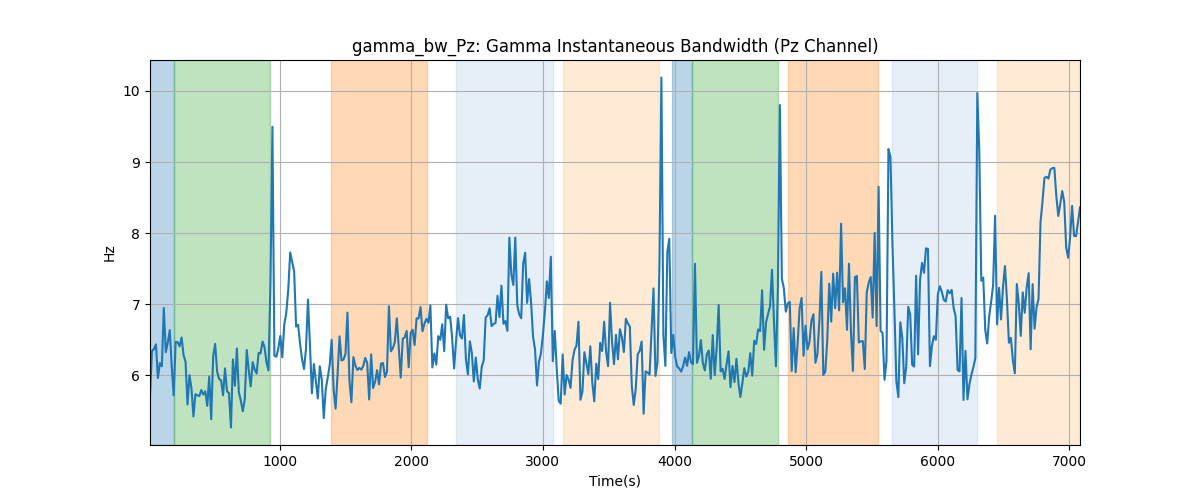 gamma_bw_Pz: Gamma Instantaneous Bandwidth (Pz Channel)
Hz
10
9
8
7
6
1000 2000 3000 4000 5000 6000 7000
Time(s)